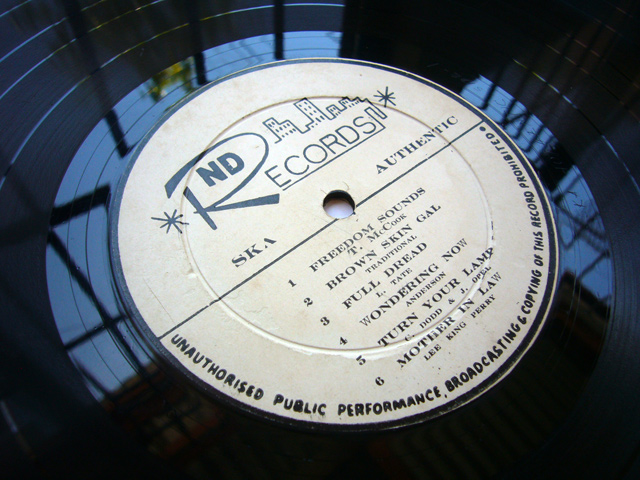 RND
RECORDS
SKA AUTHENTIC
1 FREEDOM SOUNDS
T. McCOOK
2 BROWN SKIN GAL
TRADITIONAL
3 FULL DREAD
L. TATE
4 WONDERING NOW
ANDERSON
5 TURN YOUR LAMP
C. DODD & J. OPEL
6 MOTHER IN LAW
LEE KING PERRY
UNAUTHORISED PUBLIC PERFORMANCE, BROADCASTING & COPYING OF THIS RECORD PROHIBITED.